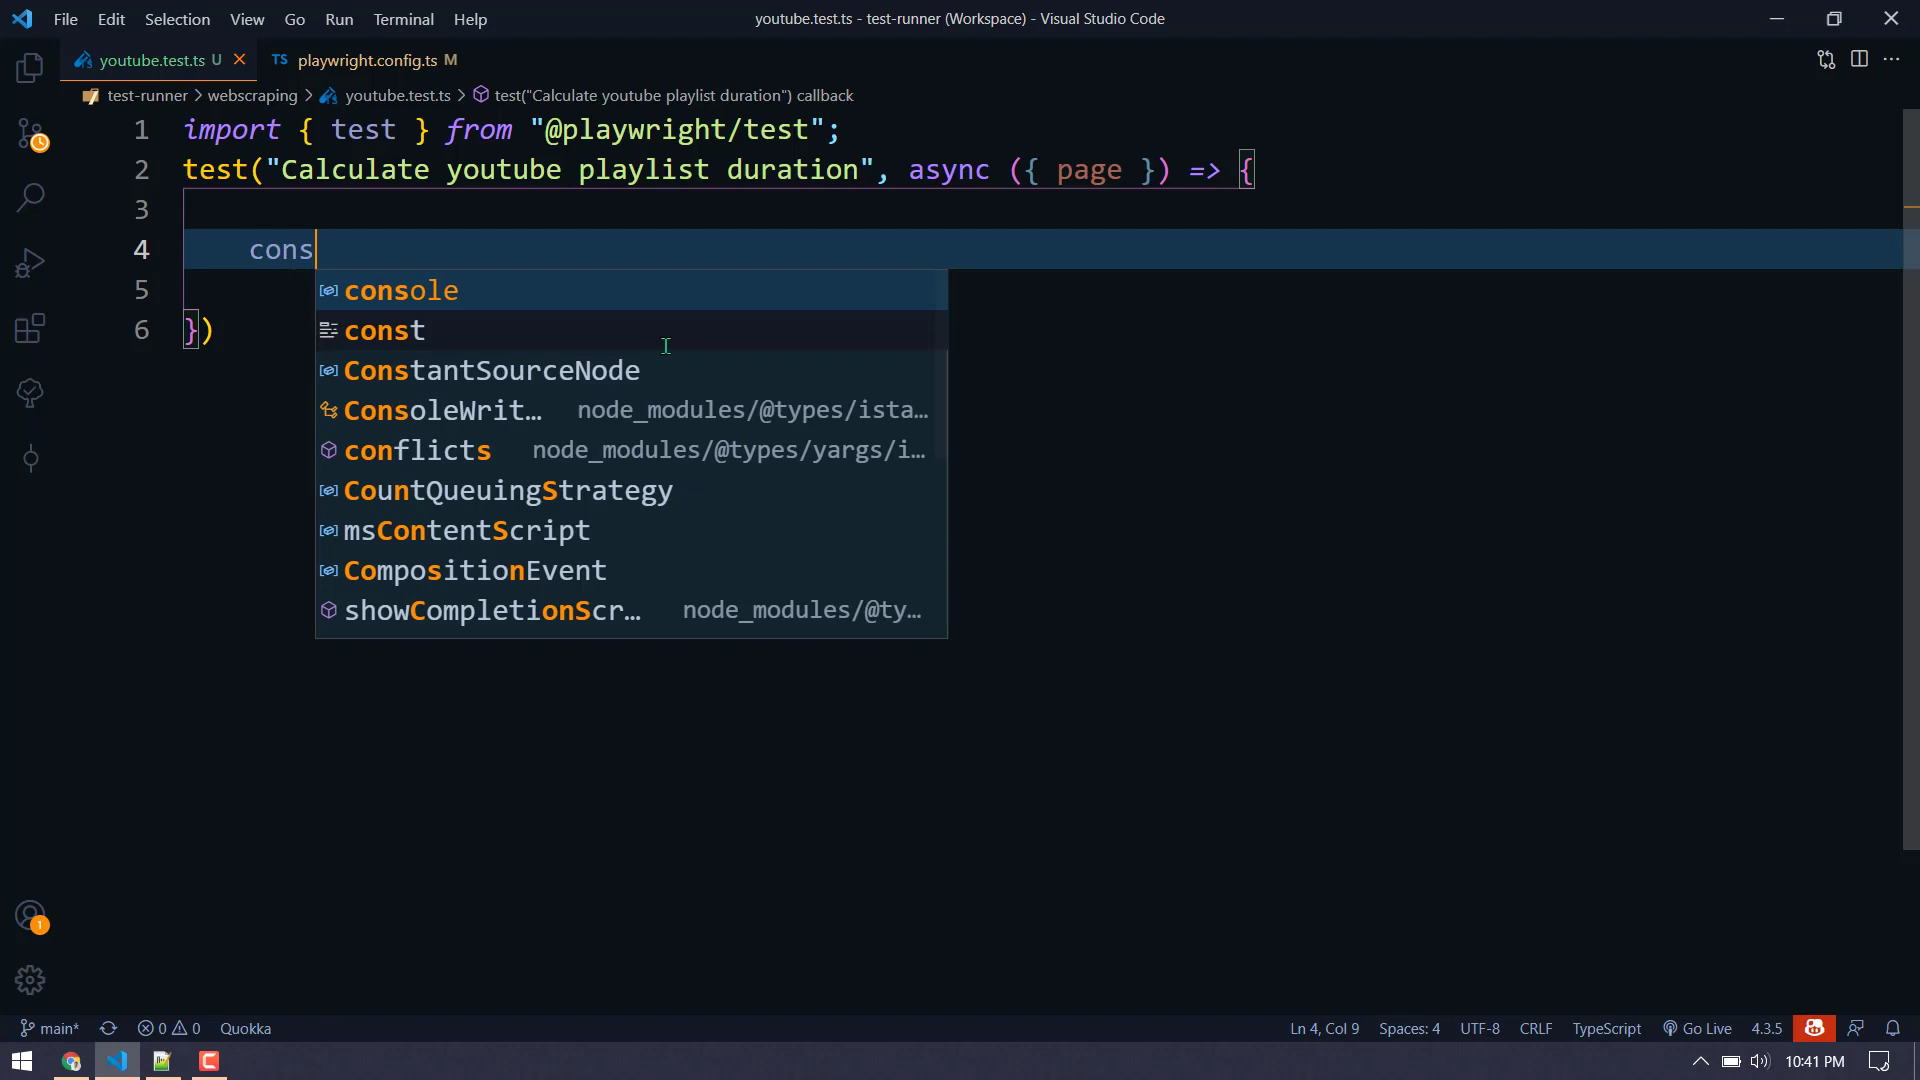 File Edit Selection View Go Run Terminal Help
youtube.test.ts - test-runner (Workspace) - Visual Studio Code
youtube.test.ts U
TS playwright.config.ts M
test-runner > webscraping > youtube.test.ts > test("Calculate youtube playlist duration") callback
1 import { test } from "@playwright/test";
2 test("Calculate youtube playlist duration", async ({ page }) => {
3
4 cons
5
6 })
console
const
ConstantSourceNode
ConsoleWrit… node_modules/@types/ista…
conflicts node_modules/@types/yargs/i…
CountQueuingStrategy
msContentScript
CompositionEvent
showCompletionScr… node_modules/@ty…
1
main* 0 0 Quokka
Ln 4, Col 9 Spaces: 4 UTF-8 CRLF TypeScript Go Live 4.3.5
10:41 PM